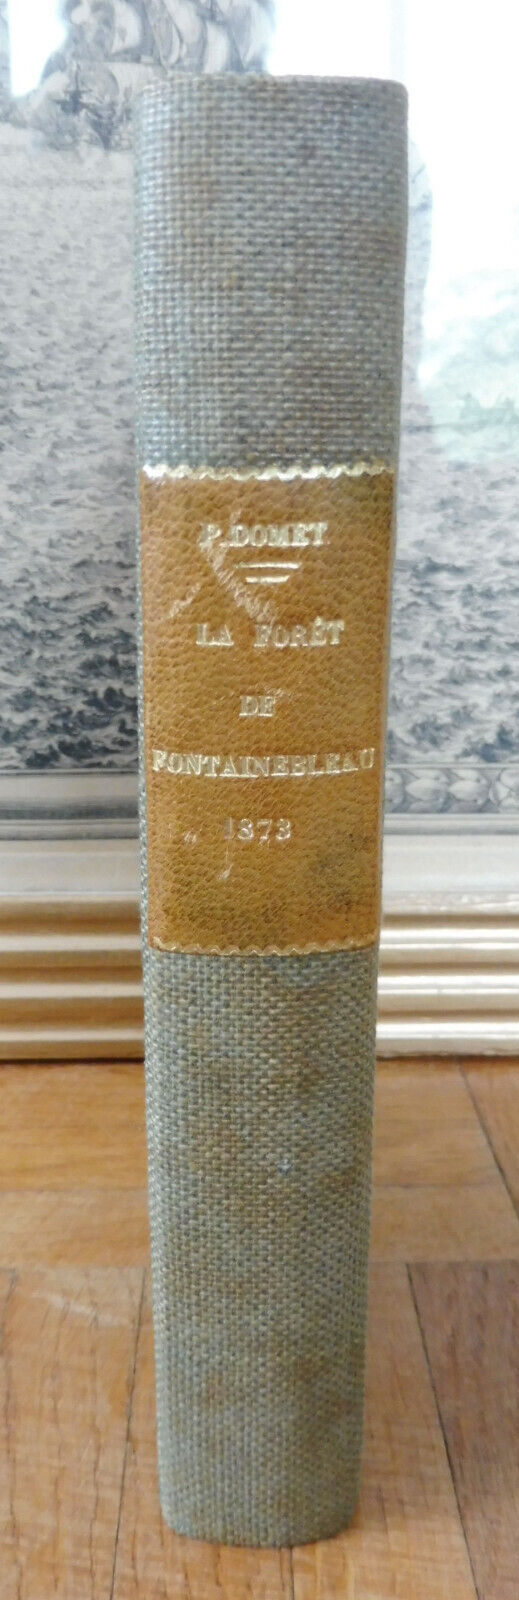 P. DOMET
LA FORÊT
DE
FONTAINEBLEAU
1873